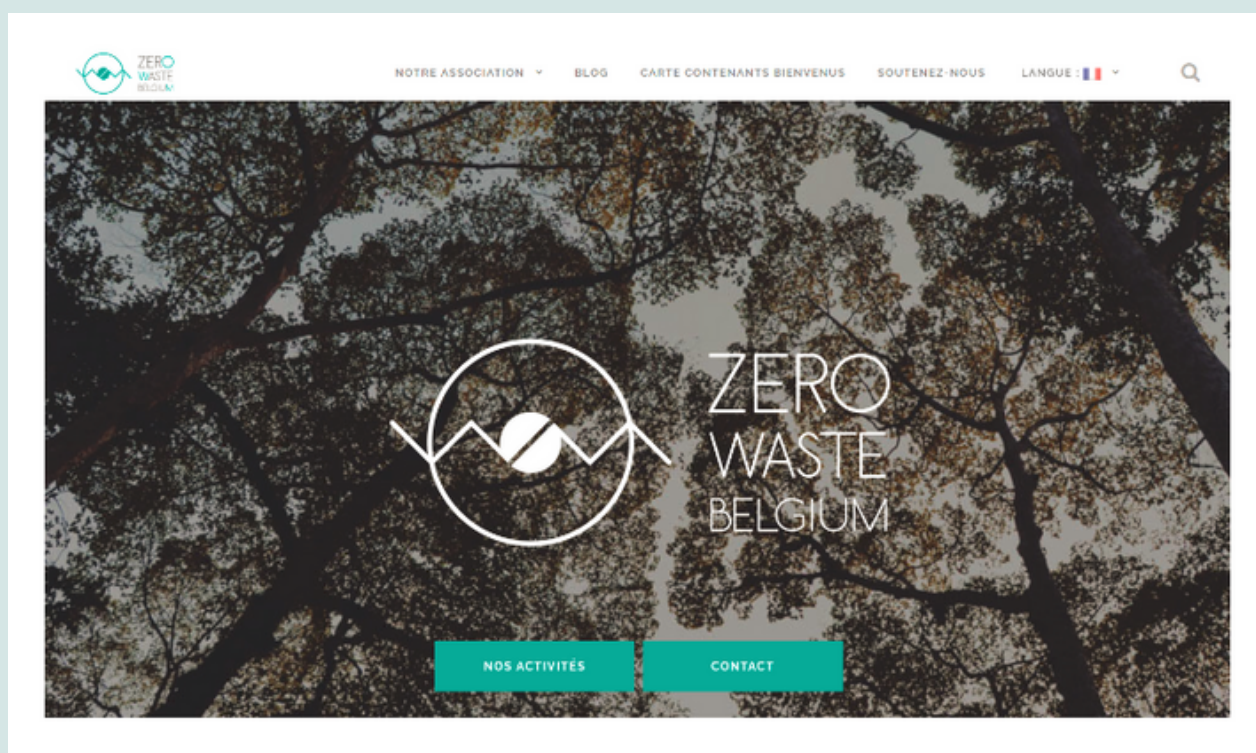 ZERO
WASTE
BELGIUM
NOTRE ASSOCIATION BLOG CARTE CONTENANTS BIENVENUS SOUTENEZ-NOUS LANGUE :
ZERO
WASTE
BELGIUM
NOS ACTIVITÉS CONTACT